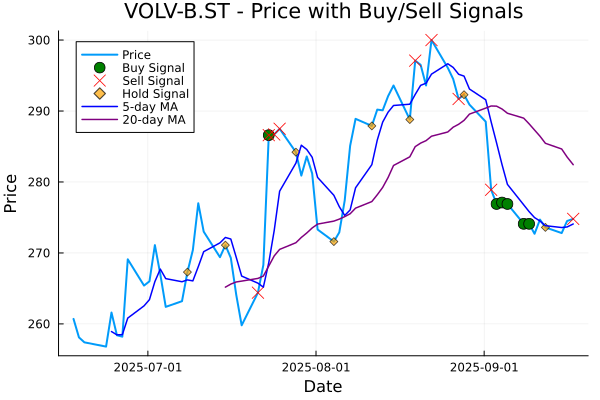 VOLV-B.ST - Price with Buy/Sell Signals
300
290
280
270
260
Price
Price
Buy Signal
Sell Signal
Hold Signal
5-day MA
20-day MA
2025-07-01
2025-08-01
2025-09-01
Date